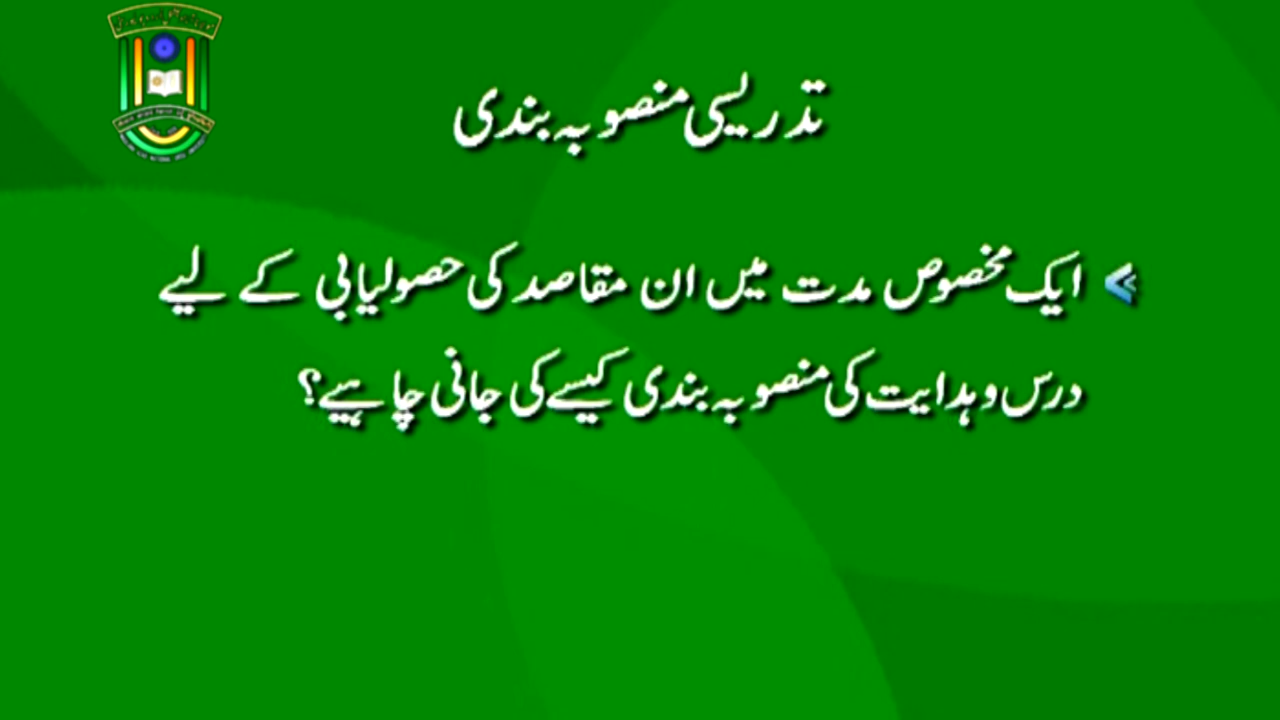 تدریسی منصوبہ بندی
ایک مخصوص مدت میں ان مقاصد کی حصولیابی کے لیے
درس و ہدایت کی منصوبہ بندی کیسے کی جانی چاہیے؟